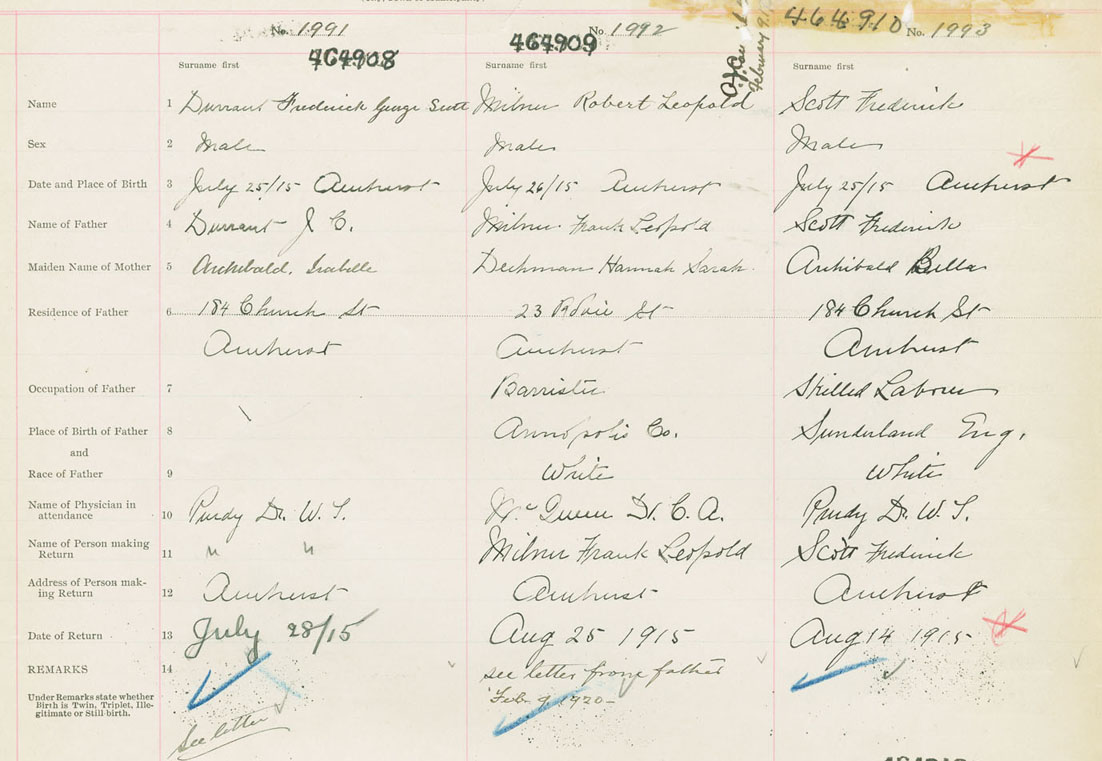 No. 1991
464908
464909
No. 1992
464910
No. 1993
Surname first
Surname first
Surname first
Name 1 Durrant Frederick George Scott Milner Robert Leopold Scott Frederick
Sex 2 Male Male Male
Date and Place of Birth 3 July 25/15 Amherst July 26/15 Amherst July 25/15 Amherst
Name of Father 4 Durrant J C. Milner Frank Leopold Scott Frederick
Maiden Name of Mother 5 Archibald, Isabelle Dechman Hannah Sarah Archibald Bella
Residence of Father 6 184 Church St 23 St 184 Church St
Amherst Amherst Amherst
Occupation of Father 7 Barrister Skilled Laborer
Place of Birth of Father 8 Annapolis Co. Sunderland Eng.
and
Race of Father 9 White White
Name of Physician in
attendance 10 Purdy Dr. W. T. Dr. C. A. Purdy Dr. W. T.
Name of Person making
Return 11 " " Milner Frank Leopold Scott Frederick
Address of Person mak-
ing Return 12 Amherst Amherst Amherst
Date of Return 13 July 28/15 Aug 25 1915 Aug 14 1915
REMARKS 14 see letter from father
Feb. 9 1920
Under Remarks state whether
Birth is Twin, Triplet, Ille-
gitimate or Still-birth.
See letter